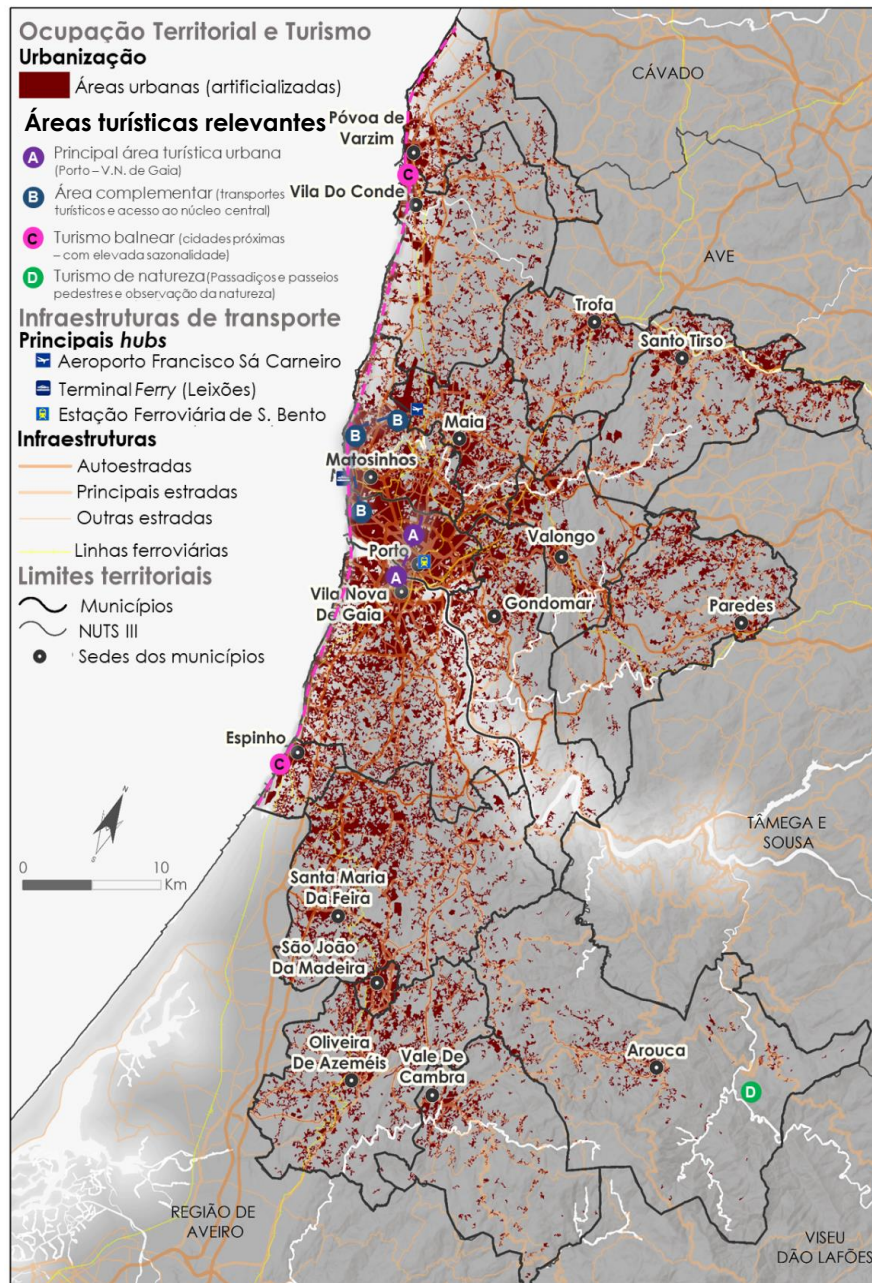 Ocupação Territorial e Turismo
Urbanização
Áreas urbanas (artificializadas)
Áreas turísticas relevantes
A
Principal área turística urbana
(Porto – V.N. de Gaia)
B
Área complementar (transportes
turísticos e acesso ao núcleo central)
C
Turismo balnear (cidades próximas
– com elevada sazonalidade)
D
Turismo de natureza (Passadiços e passeios
pedestres e observação da natureza)
Infraestruturas de transporte
Principais hubs
Aeroporto Francisco Sá Carneiro
Terminal Ferry (Leixões)
Estação Ferroviária de S. Bento
Infraestruturas
Autoestradas
Principais estradas
Outras estradas
Linhas ferroviárias
Limites territoriais
Municípios
NUTS III
Sedes dos municípios
N
S
0 10
Km
CÁVADO
Póvoa de
Varzim
C
Vila Do Conde
AVE
Trofa
Santo Tirso
B
B
Maia
Matosinhos
B
A
Porto
Valongo
A
Vila Nova
De Gaia
Gondomar
Paredes
Espinho
C
TÂMEGA E
SOUSA
Santa Maria
Da Feira
São João
Da Madeira
Oliveira
De Azeméis
Vale De
Cambra
Arouca
D
REGIÃO DE
AVEIRO
VISEU
DÃO LAFÕES